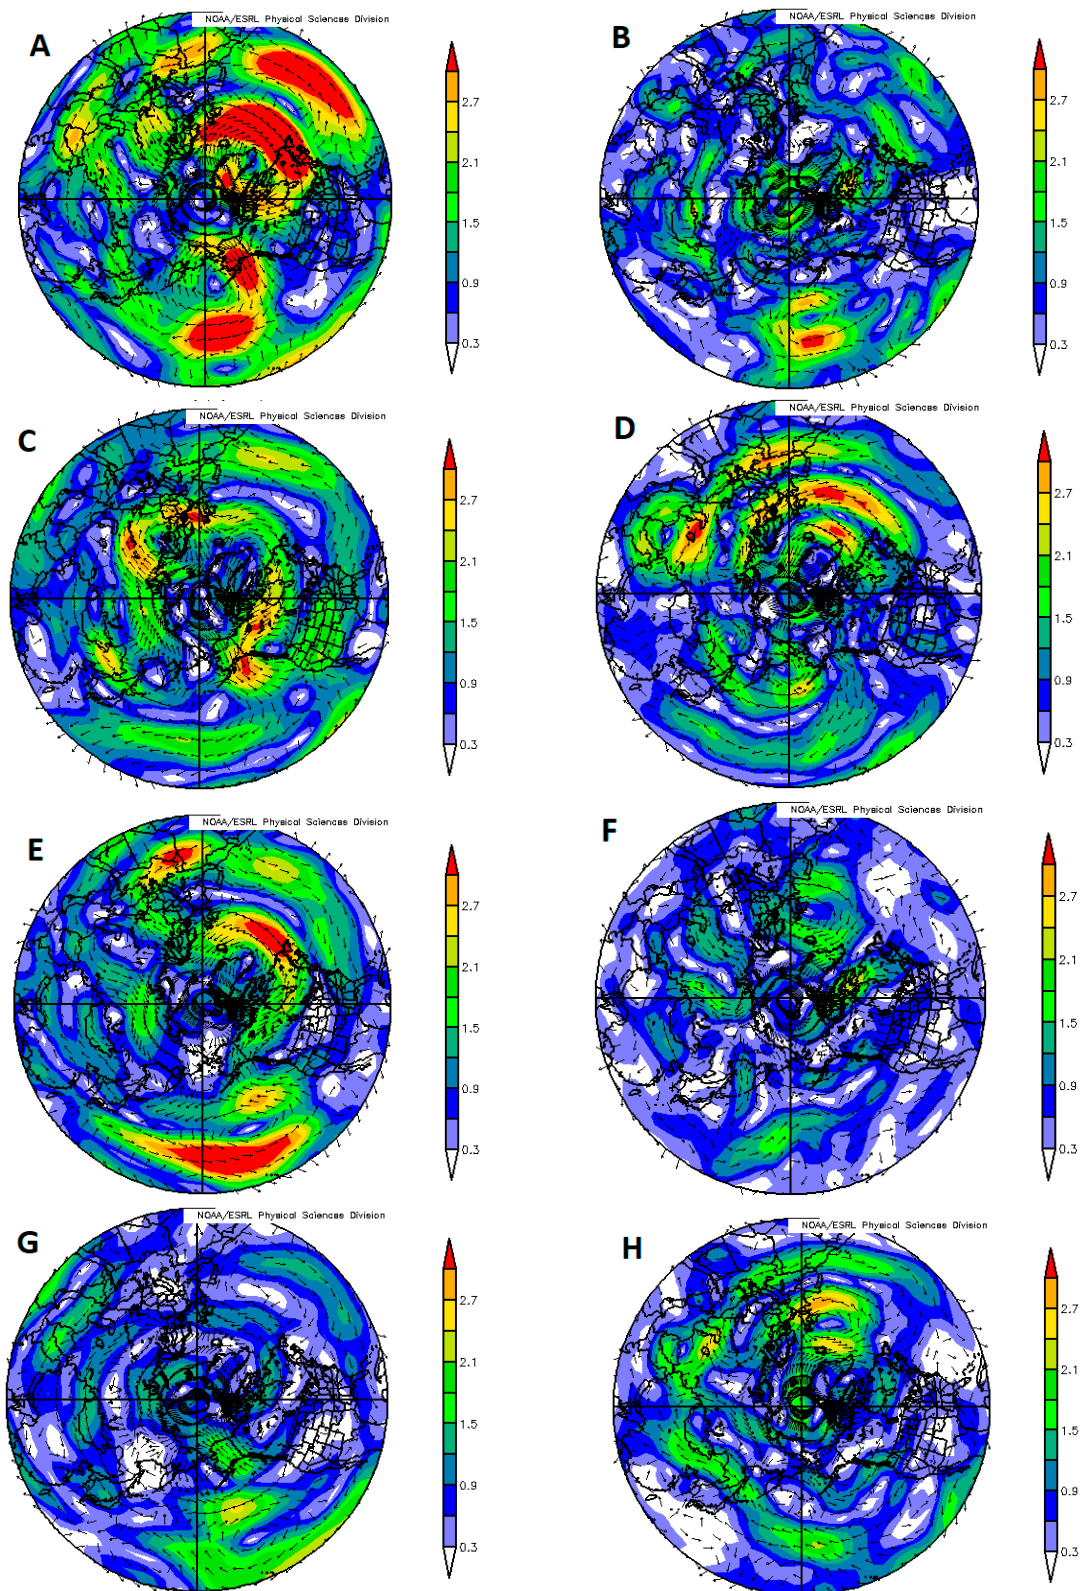 NOAA/ESRL Physical Sciences Division
A
2.7
2.1
1.5
0.9
0.3
NOAA/ESRL Physical Sciences Division
B
2.7
2.1
1.5
0.9
0.3
NOAA/ESRL Physical Sciences Division
C
2.7
2.1
1.5
0.9
0.3
NOAA/ESRL Physical Sciences Division
D
2.7
2.1
1.5
0.9
0.3
NOAA/ESRL Physical Sciences Division
E
2.7
2.1
1.5
0.9
0.3
NOAA/ESRL Physical Sciences Division
F
2.7
2.1
1.5
0.9
0.3
NOAA/ESRL Physical Sciences Division
G
2.7
2.1
1.5
0.9
0.3
NOAA/ESRL Physical Sciences Division
H
2.7
2.1
1.5
0.9
0.3